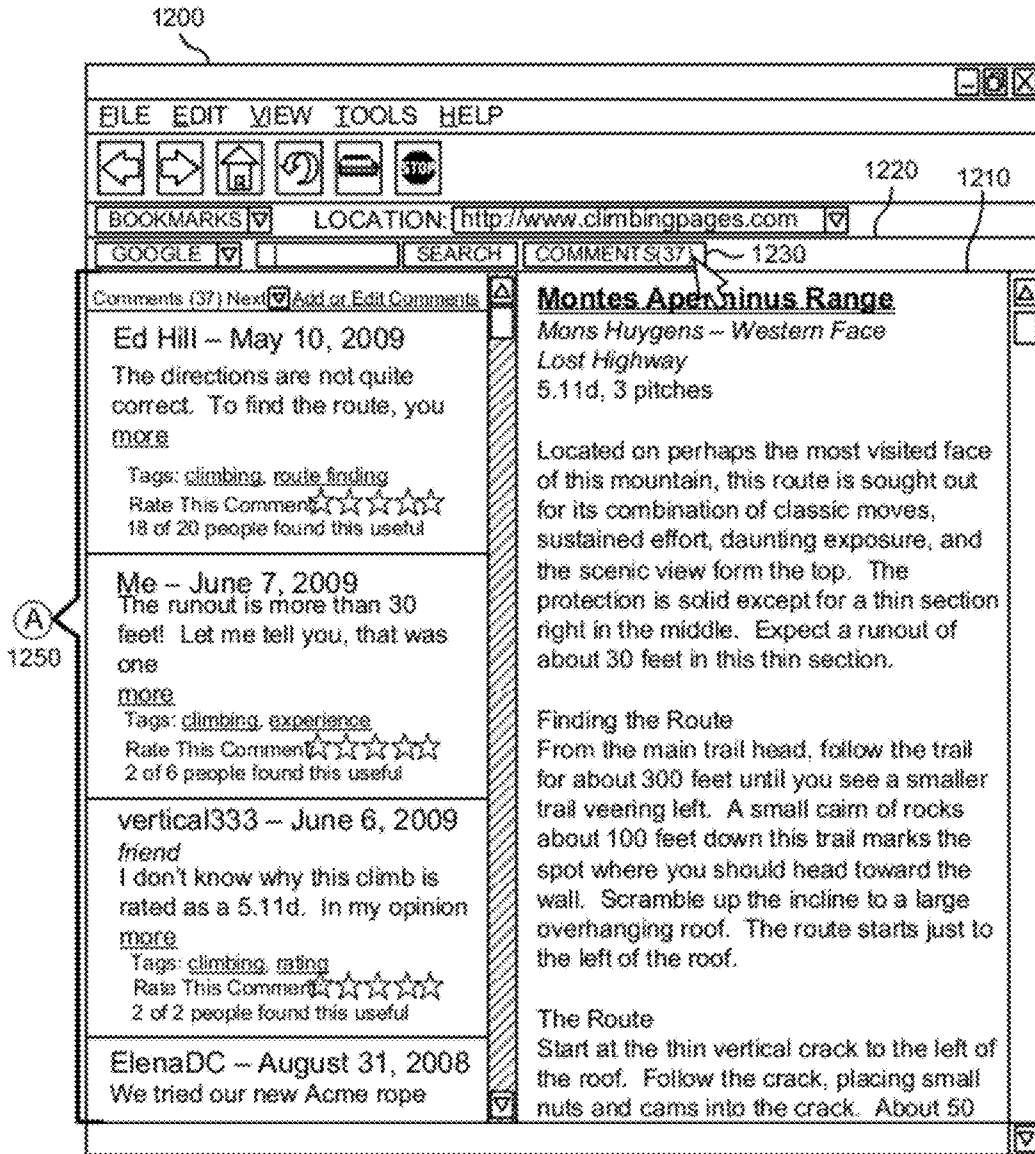 1200
FILE EDIT VIEW TOOLS HELP
STOP
1220
1210
BOOKMARKS LOCATION: http://www.climbingpages.com
GOOGLE SEARCH COMMENTS(37)
1230
Comments (37) Next Add or Edit Comments
Ed Hill – May 10, 2009
The directions are not quite
correct. To find the route, you
more
Tags: climbing, route finding
Rate This Comment
18 of 20 people found this useful
Me – June 7, 2009
The runout is more than 30
feet! Let me tell you, that was
one
more
Tags: climbing, experience
Rate This Comment
2 of 6 people found this useful
vertical333 – June 6, 2009
friend
I don't know why this climb is
rated as a 5.11d. In my opinion
more
Tags: climbing, rating
Rate This Comment
2 of 2 people found this useful
ElenaDC – August 31, 2008
We tried our new Acme rope
A
1250
Montes Apenninus Range
Mons Huygens – Western Face
Lost Highway
5.11d, 3 pitches
Located on perhaps the most visited face
of this mountain, this route is sought out
for its combination of classic moves,
sustained effort, daunting exposure, and
the scenic view form the top. The
protection is solid except for a thin section
right in the middle. Expect a runout of
about 30 feet in this thin section.
Finding the Route
From the main trail head, follow the trail
for about 300 feet until you see a smaller
trail veering left. A small cairn of rocks
about 100 feet down this trail marks the
spot where you should head toward the
wall. Scramble up the incline to a large
overhanging roof. The route starts just to
the left of the roof.
The Route
Start at the thin vertical crack to the left of
the roof. Follow the crack, placing small
nuts and cams into the crack. About 50